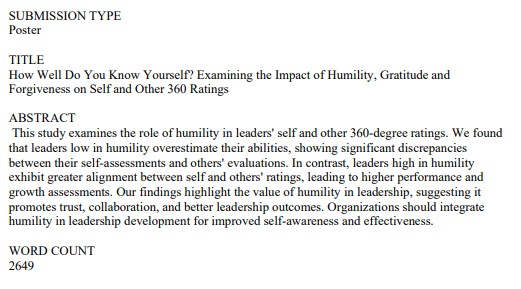 SUBMISSION TYPE
Poster
TITLE
How Well Do You Know Yourself? Examining the Impact of Humility, Gratitude and
Forgiveness on Self and Other 360 Ratings
ABSTRACT
This study examines the role of humility in leaders' self and other 360-degree ratings. We found
that leaders low in humility overestimate their abilities, showing significant discrepancies
between their self-assessments and others' evaluations. In contrast, leaders high in humility
exhibit greater alignment between self and others' ratings, leading to higher performance and
growth assessments. Our findings highlight the value of humility in leadership, suggesting it
promotes trust, collaboration, and better leadership outcomes. Organizations should integrate
humility in leadership development for improved self-awareness and effectiveness.
WORD COUNT
2649